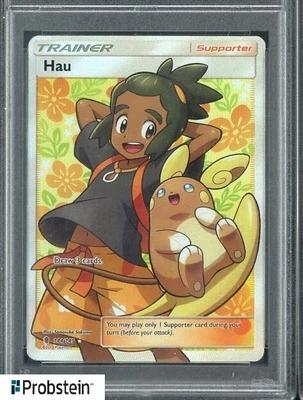 TRAINER
Supporter
Hau
Draw 3 cards.
You may play only 1 Supporter card during your
turn (before your attack).
Probstein™